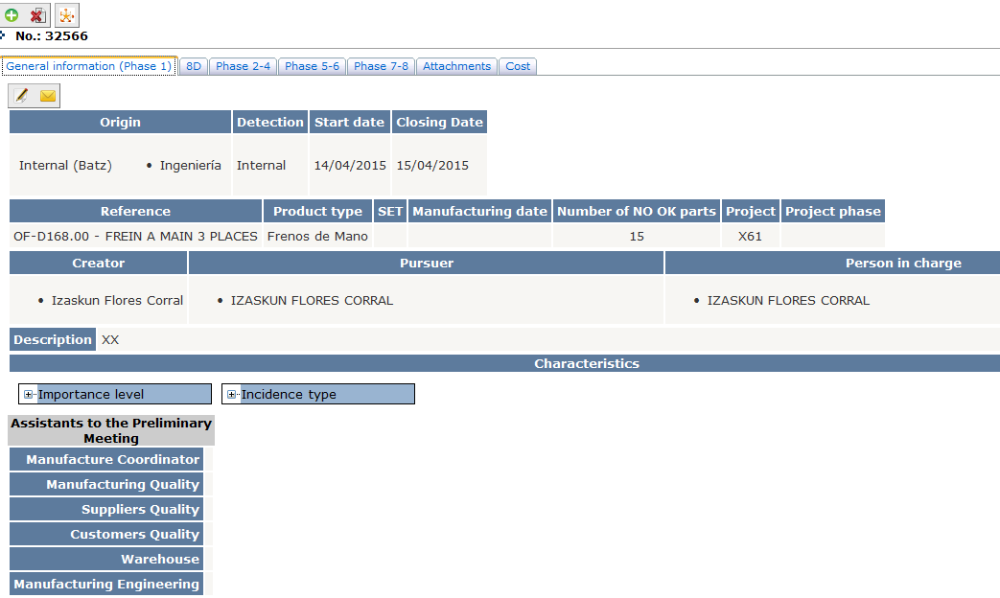 No.: 32566
General information (Phase 1) 8D Phase 2-4 Phase 5-6 Phase 7-8 Attachments Cost
Origin Detection Start date Closing Date
Internal (Batz) • Ingeniería Internal 14/04/2015 15/04/2015
Reference Product type SET Manufacturing date Number of NO OK parts Project Project phase
OF-D168.00 - FREIN A MAIN 3 PLACES Frenos de Mano 15 X61
Creator Pursuer Person in charge
• Izaskun Flores Corral • IZASKUN FLORES CORRAL • IZASKUN FLORES CORRAL
Description XX
Characteristics
Importance level Incidence type
Assistants to the Preliminary
Meeting
Manufacture Coordinator
Manufacturing Quality
Suppliers Quality
Customers Quality
Warehouse
Manufacturing Engineering